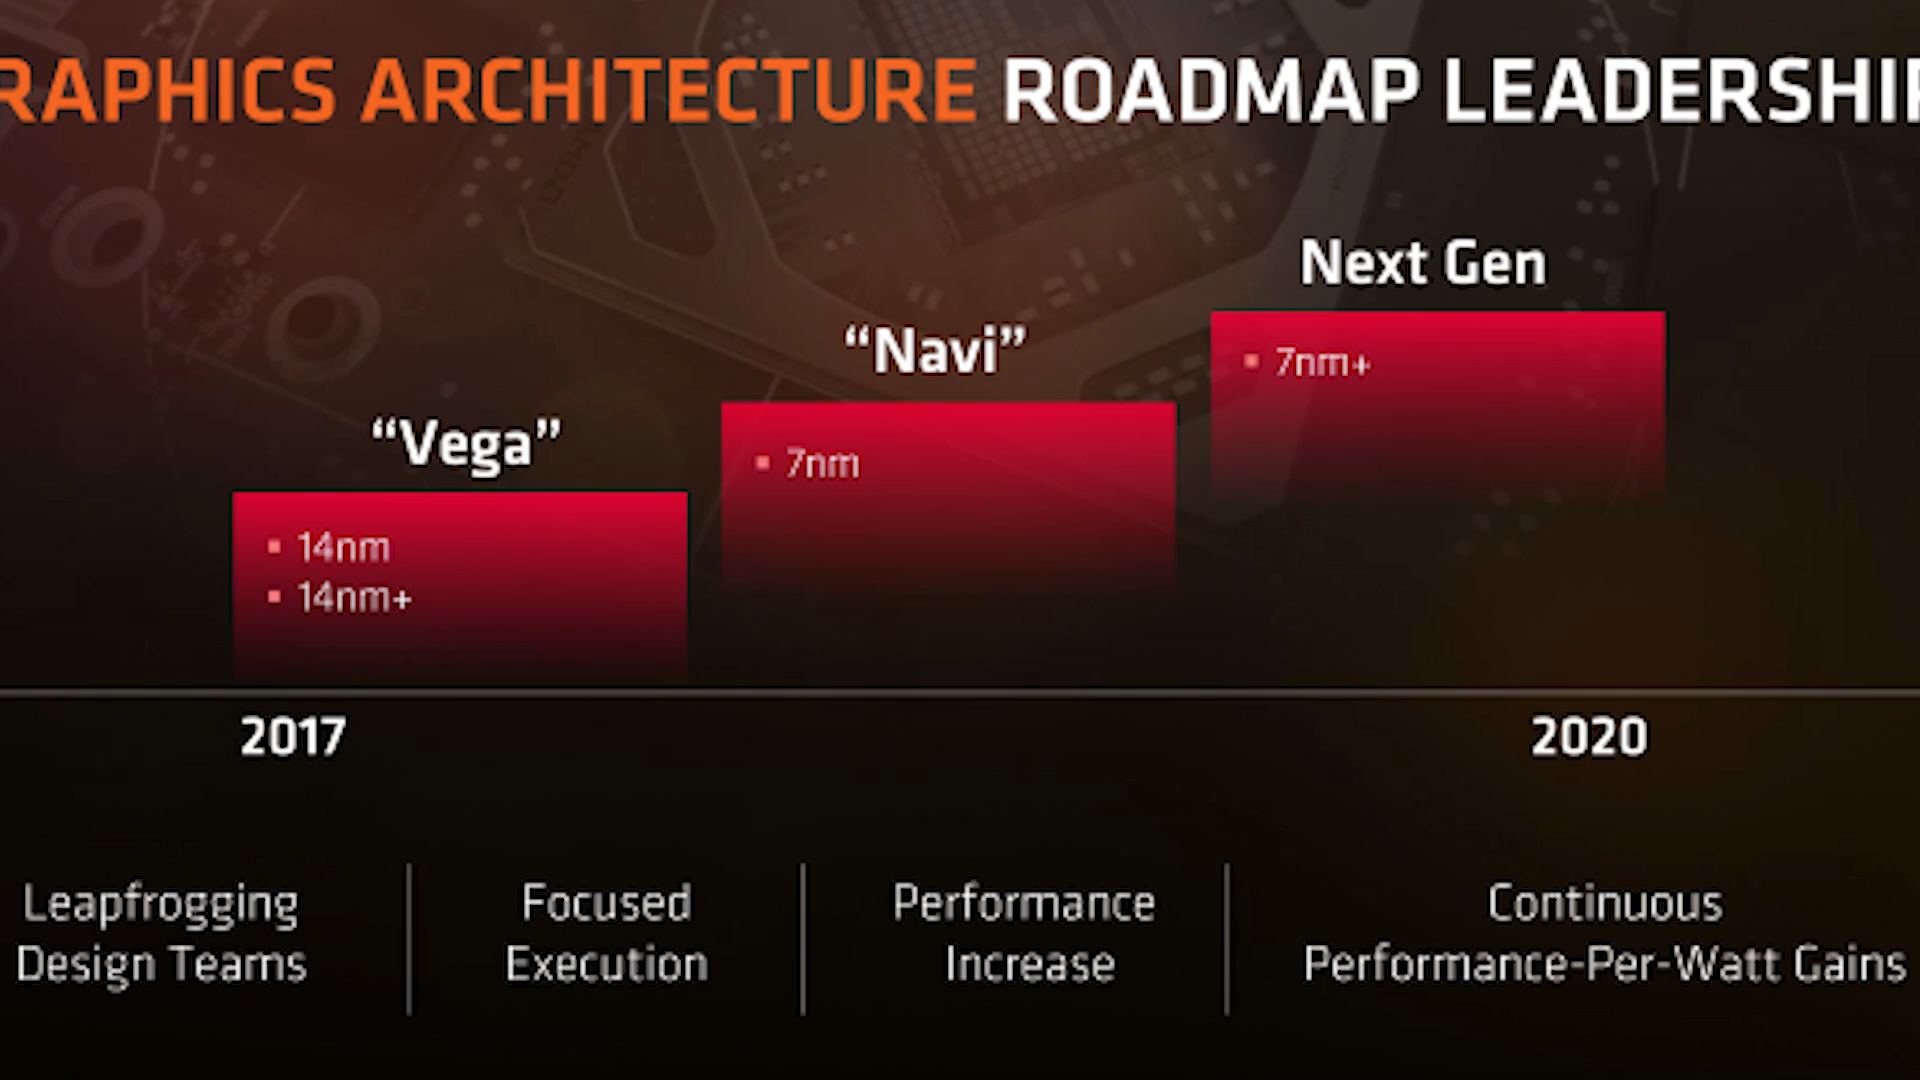 RAPHICS ARCHITECTURE ROADMAP LEADERSHIP
Next Gen
7nm+
“Navi”
7nm
“Vega”
14nm
14nm+
2017
2020
Leapfrogging
Design Teams
Focused
Execution
Performance
Increase
Continuous
Performance-Per-Watt Gains